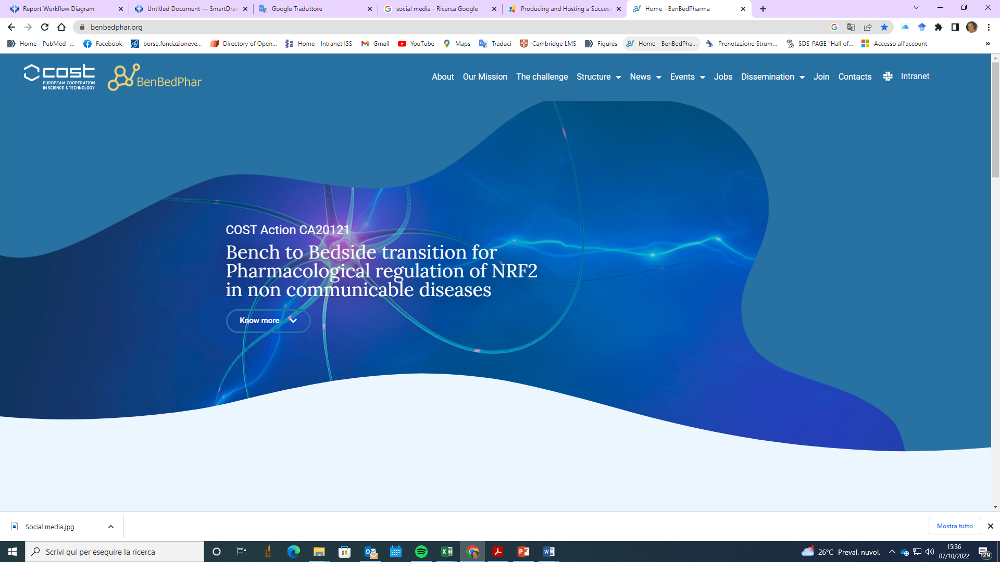 Report Workflow Diagram
Untitled Document — SmartDraw
Google Traduttore
social media - Ricerca Google
Producing and Hosting a Success
Home - BenBedPharma
benbedphar.org
Home - PubMed -...
Facebook
borse.fondazioneve...
Directory of Open...
Home - Intranet ISS
Gmail
YouTube
Maps
Traduci
Cambridge LMS
Figures
Home - BenBedPha...
Prenotazione Strum...
SDS-PAGE "Hall of...
Accesso all'account
»
cost
EUROPEAN COOPERATION
IN SCIENCE & TECHNOLOGY
BenBedPhar
About Our Mission The challenge Structure News Events Jobs Dissemination Join Contacts Intranet
COST Action CA20121
Bench to Bedside transition for
Pharmacological regulation of NRF2
in non communicable diseases
Know more
Social media.jpg
Mostra tutto
Scrivi qui per eseguire la ricerca
26°C Preval. nuvol.
15:36
07/10/2022
29